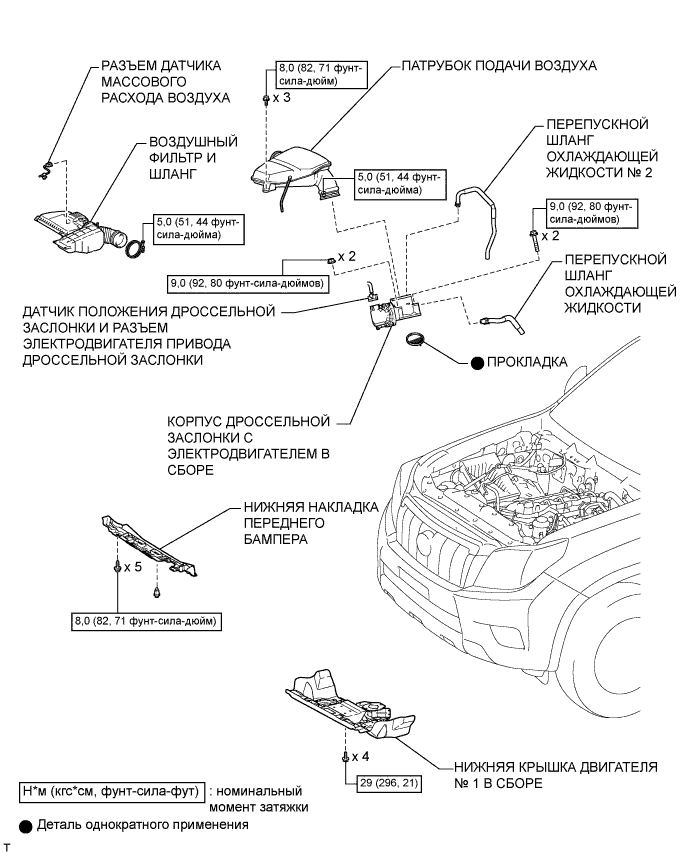 РАЗЪЕМ ДАТЧИКА
МАССОВОГО
РАСХОДА ВОЗДУХА
8,0 (82, 71 фунт-
сила-дюйм)
x 3
ПАТРУБОК ПОДАЧИ ВОЗДУХА
ВОЗДУШНЫЙ
ФИЛЬТР И
ШЛАНГ
ПЕРЕПУСКНОЙ
ШЛАНГ
ОХЛАЖДАЮЩЕЙ
ЖИДКОСТИ № 2
5,0 (51, 44 фунт-
сила-дюйма)
5,0 (51, 44 фунт-
сила-дюйма)
9,0 (92, 80 фунт-
сила-дюймов)
x 2
x 2
9,0 (92, 80 фунт-сила-дюймов)
ПЕРЕПУСКНОЙ
ШЛАНГ
ОХЛАЖДАЮЩЕЙ
ЖИДКОСТИ
ДАТЧИК ПОЛОЖЕНИЯ ДРОССЕЛЬНОЙ
ЗАСЛОНКИ И РАЗЪЕМ
ЭЛЕКТРОДВИГАТЕЛЯ ПРИВОДА
ДРОССЕЛЬНОЙ ЗАСЛОНКИ
ПРОКЛАДКА
КОРПУС ДРОССЕЛЬНОЙ
ЗАСЛОНКИ С
ЭЛЕКТРОДВИГАТЕЛЕМ В
СБОРЕ
НИЖНЯЯ НАКЛАДКА
ПЕРЕДНЕГО
БАМПЕРА
x 5
8,0 (82, 71 фунт-сила-дюйм)
x 4
29 (296, 21)
НИЖНЯЯ КРЫШКА ДВИГАТЕЛЯ
№ 1 В СБОРЕ
Н*м (кгс*см, фунт-сила-фут) : номинальный
момент затяжки
Деталь однократного применения
T